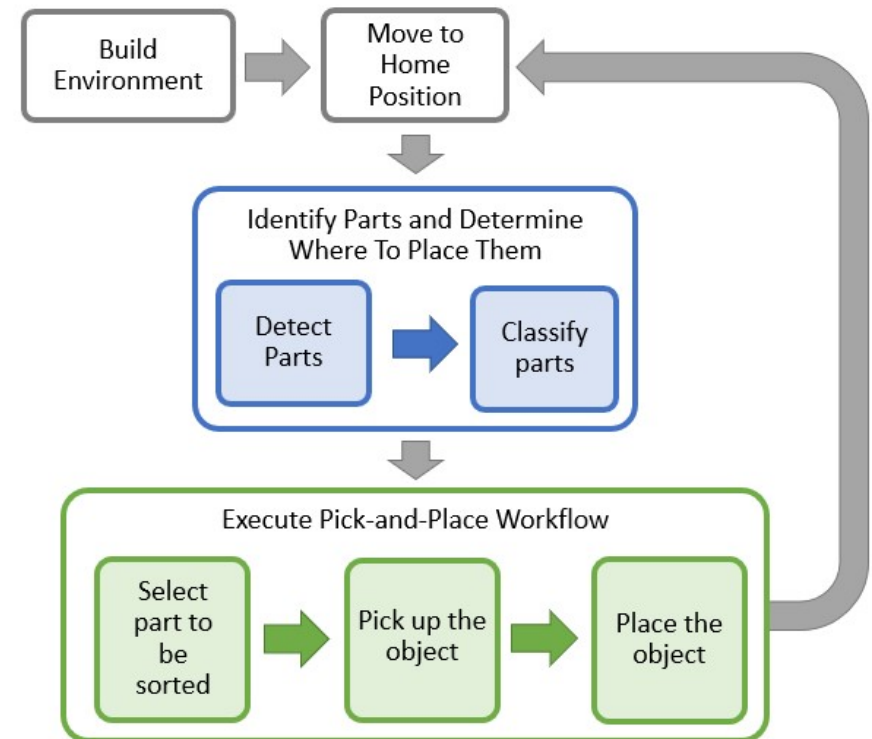 Build
Environment
Move to
Home
Position
Identify Parts and Determine
Where To Place Them
Detect
Parts
Classify
parts
Execute Pick-and-Place Workflow
Select
part to
be
sorted
Pick up the
object
Place the
object